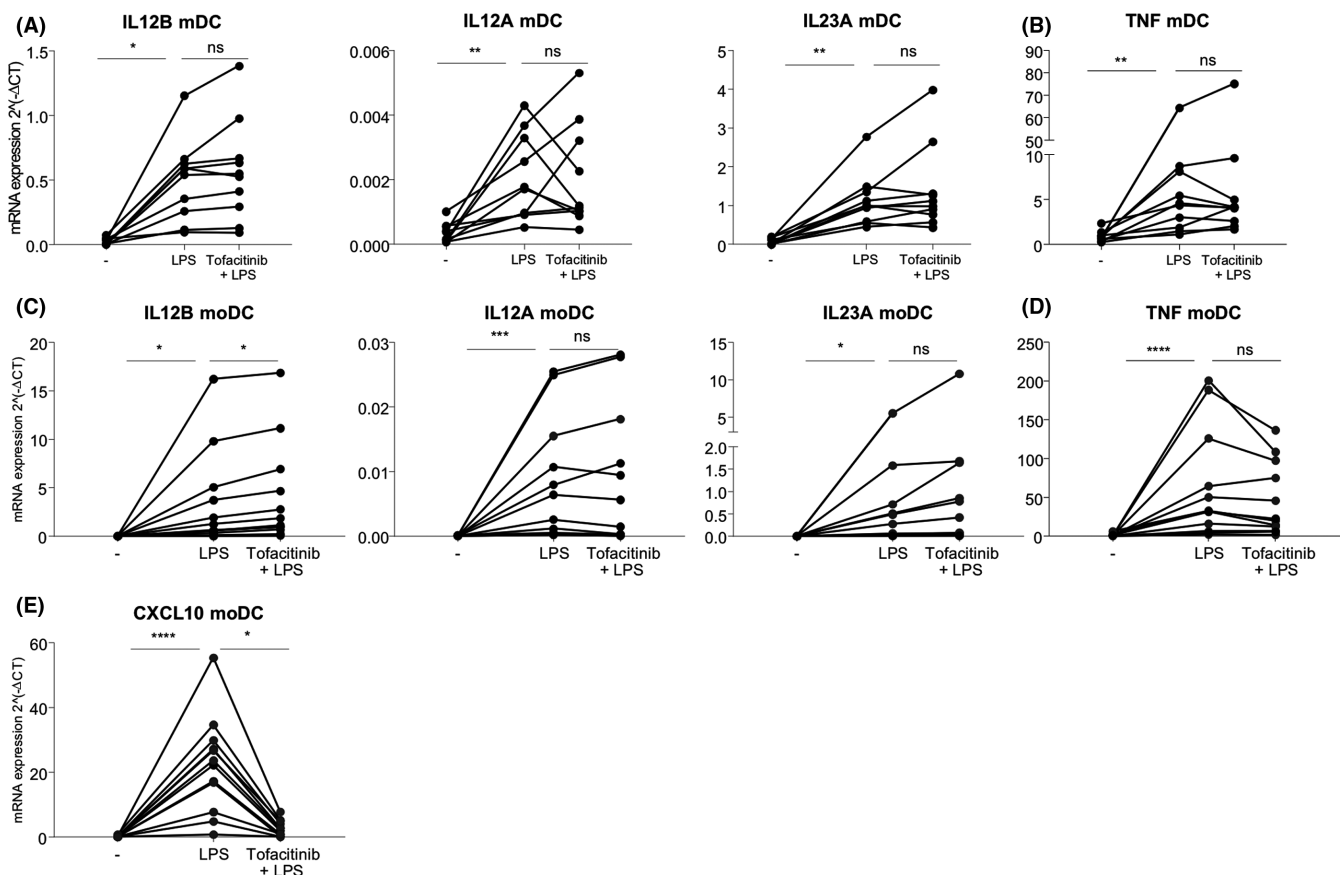 (A)
IL12B mDC
mRNA expression 2^(-ΔCT)
1.5
1.0
0.5
0.0
*
ns
-
LPS
Tofacitinib
+ LPS
IL12A mDC
0.006
0.004
0.002
0.000
**
ns
-
LPS
Tofacitinib
+ LPS
IL23A mDC
5
4
3
2
1
0
**
ns
-
LPS
Tofacitinib
+ LPS
(B)
TNF mDC
90
80
70
60
50
10
5
0
**
ns
-
LPS
Tofacitinib
+ LPS
(C)
IL12B moDC
mRNA expression 2^(-ΔCT)
20
15
10
5
0
*
*
-
LPS
Tofacitinib
+ LPS
IL12A moDC
0.03
0.02
0.01
0.00
***
ns
-
LPS
Tofacitinib
+ LPS
IL23A moDC
15
10
5
2.0
1.5
1.0
0.5
0.0
*
ns
-
LPS
Tofacitinib
+ LPS
(D)
TNF moDC
250
200
150
100
50
0
****
ns
-
LPS
Tofacitinib
+ LPS
(E)
CXCL10 moDC
mRNA expression 2^(-ΔCT)
60
40
20
0
****
*
-
LPS
Tofacitinib
+ LPS